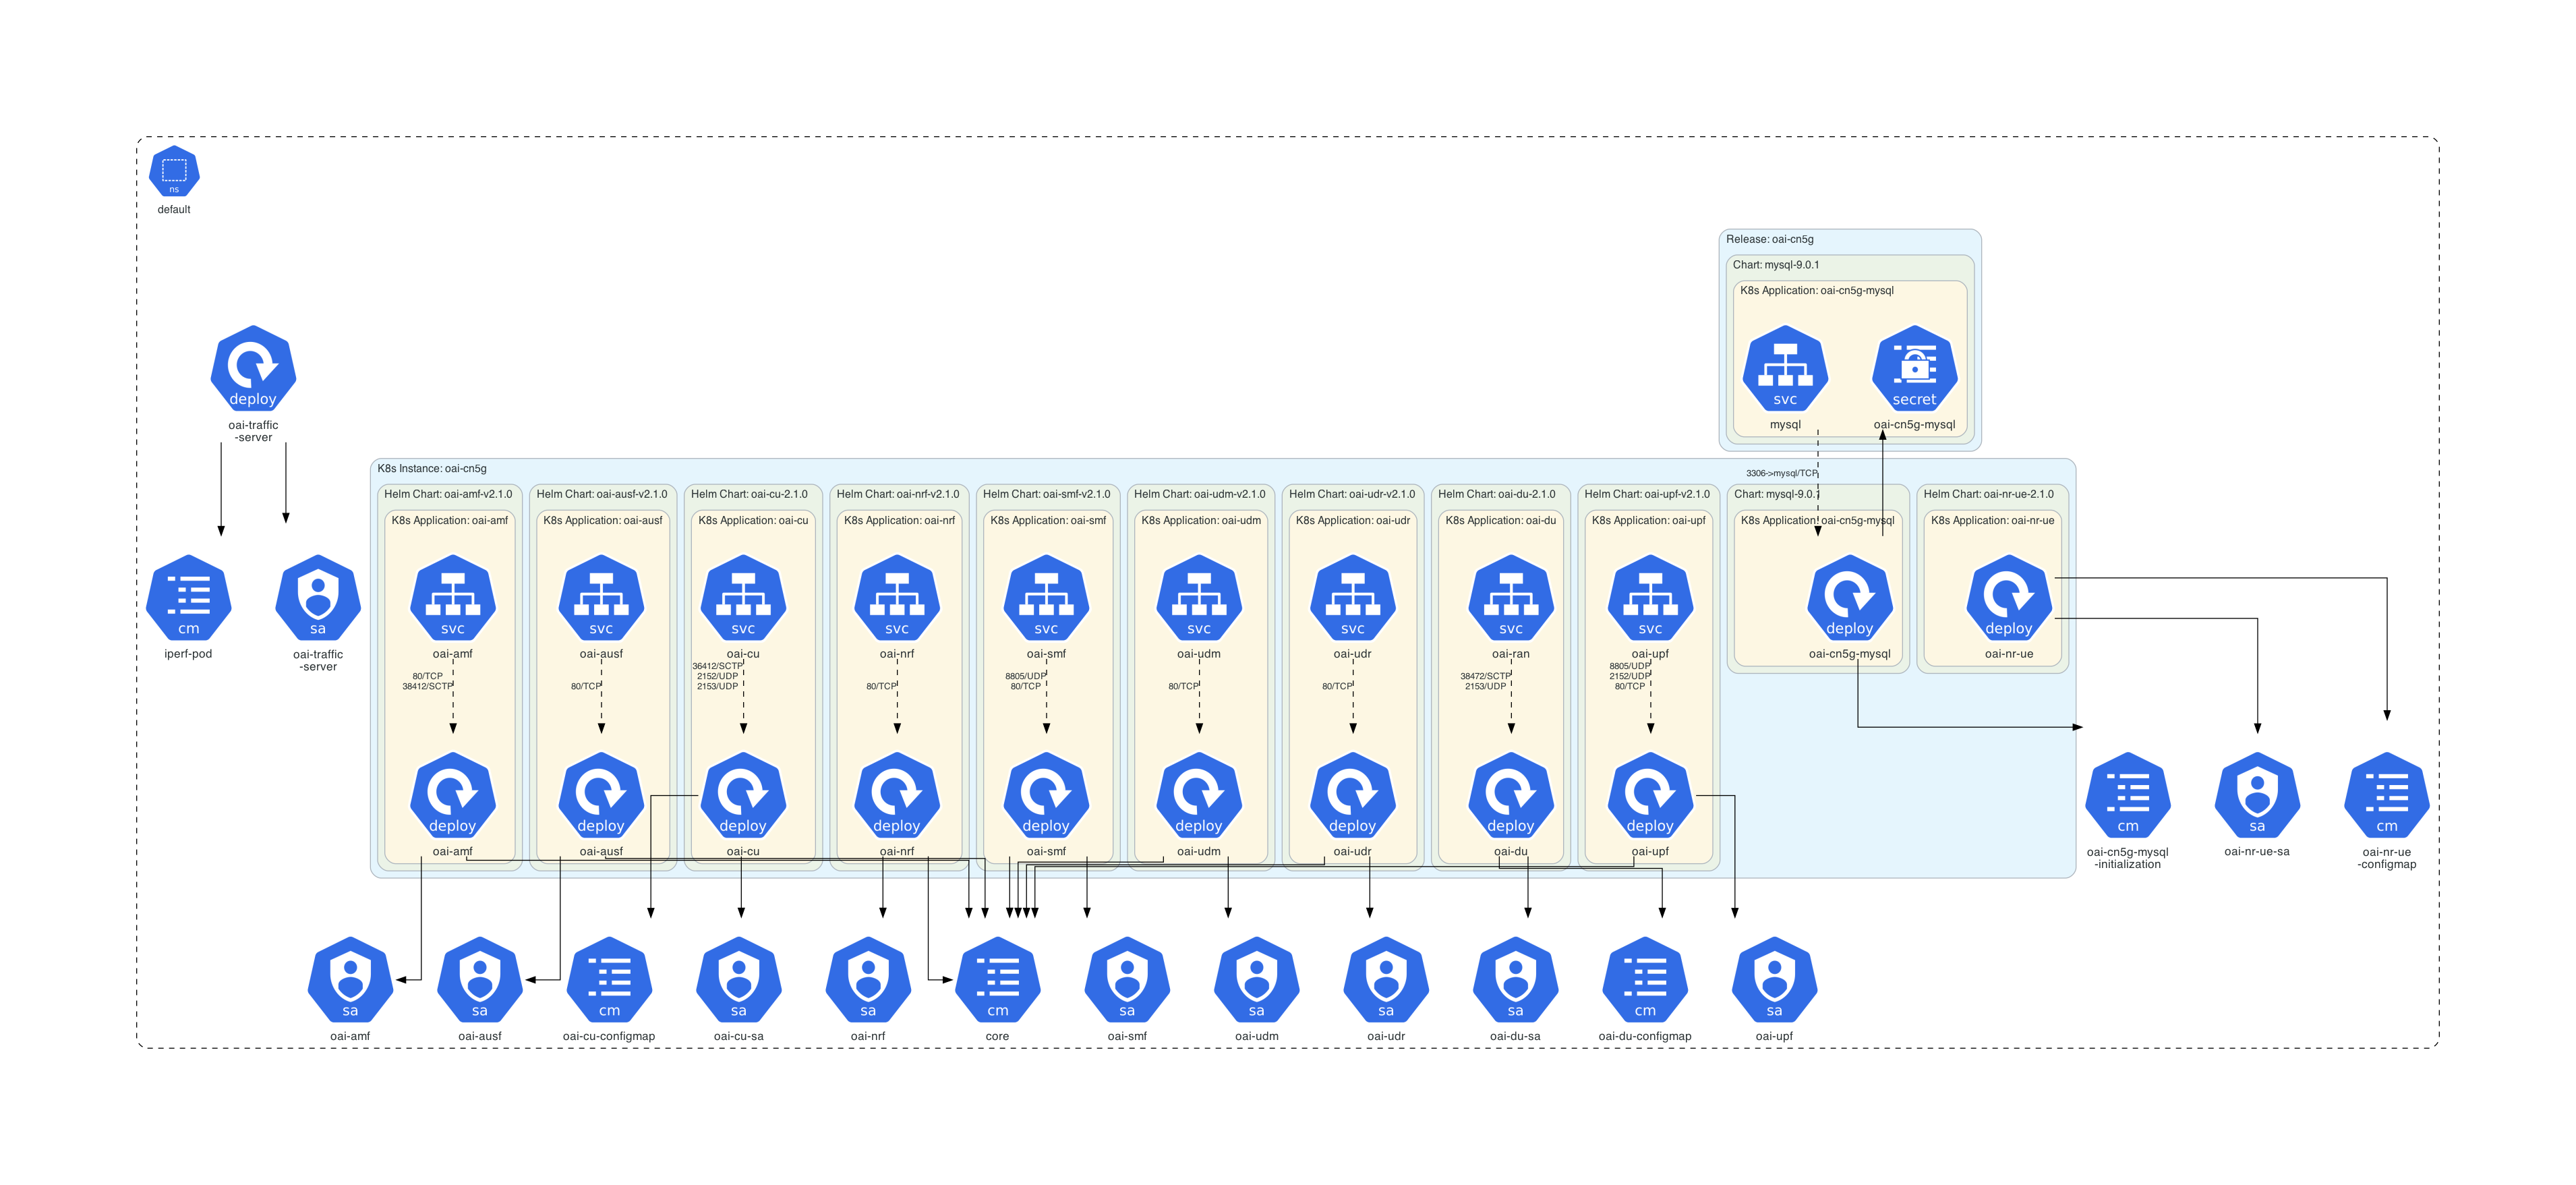 ns
default
Release: oai-cn5g
Chart: mysql-9.0.1
K8s Application: oai-cn5g-mysql
deploy
oai-traffic
-server
svc
mysql
secret
oai-cn5g-mysql
K8s Instance: oai-cn5g
3306->mysql/TCP
Helm Chart: oai-amf-v2.1.0
Helm Chart: oai-ausf-v2.1.0
Helm Chart: oai-cu-2.1.0
Helm Chart: oai-nrf-v2.1.0
Helm Chart: oai-smf-v2.1.0
Helm Chart: oai-udm-v2.1.0
Helm Chart: oai-udr-v2.1.0
Helm Chart: oai-du-2.1.0
Helm Chart: oai-upf-v2.1.0
Chart: mysql-9.0.1
Helm Chart: oai-nr-ue-2.1.0
K8s Application: oai-amf
K8s Application: oai-ausf
K8s Application: oai-cu
K8s Application: oai-nrf
K8s Application: oai-smf
K8s Application: oai-udm
K8s Application: oai-udr
K8s Application: oai-du
K8s Application: oai-upf
K8s Application: oai-cn5g-mysql
K8s Application: oai-nr-ue
cm
iperf-pod
sa
oai-traffic
-server
svc
oai-amf
svc
oai-ausf
svc
oai-cu
svc
oai-nrf
svc
oai-smf
svc
oai-udm
svc
oai-udr
svc
oai-ran
svc
oai-upf
deploy
oai-cn5g-mysql
deploy
oai-nr-ue
80/TCP
38412/SCTP
80/TCP
36412/SCTP
2152/UDP
2153/UDP
80/TCP
8805/UDP
80/TCP
80/TCP
80/TCP
38472/SCTP
2153/UDP
8805/UDP
2152/UDP
80/TCP
deploy
oai-amf
deploy
oai-ausf
deploy
oai-cu
deploy
oai-nrf
deploy
oai-smf
deploy
oai-udm
deploy
oai-udr
deploy
oai-du
deploy
oai-upf
cm
oai-cn5g-mysql
-initialization
sa
oai-nr-ue-sa
cm
oai-nr-ue
-configmap
sa
oai-amf
sa
oai-ausf
cm
oai-cu-configmap
sa
oai-cu-sa
sa
oai-nrf
cm
core
sa
oai-smf
sa
oai-udm
sa
oai-udr
sa
oai-du-sa
cm
oai-du-configmap
sa
oai-upf